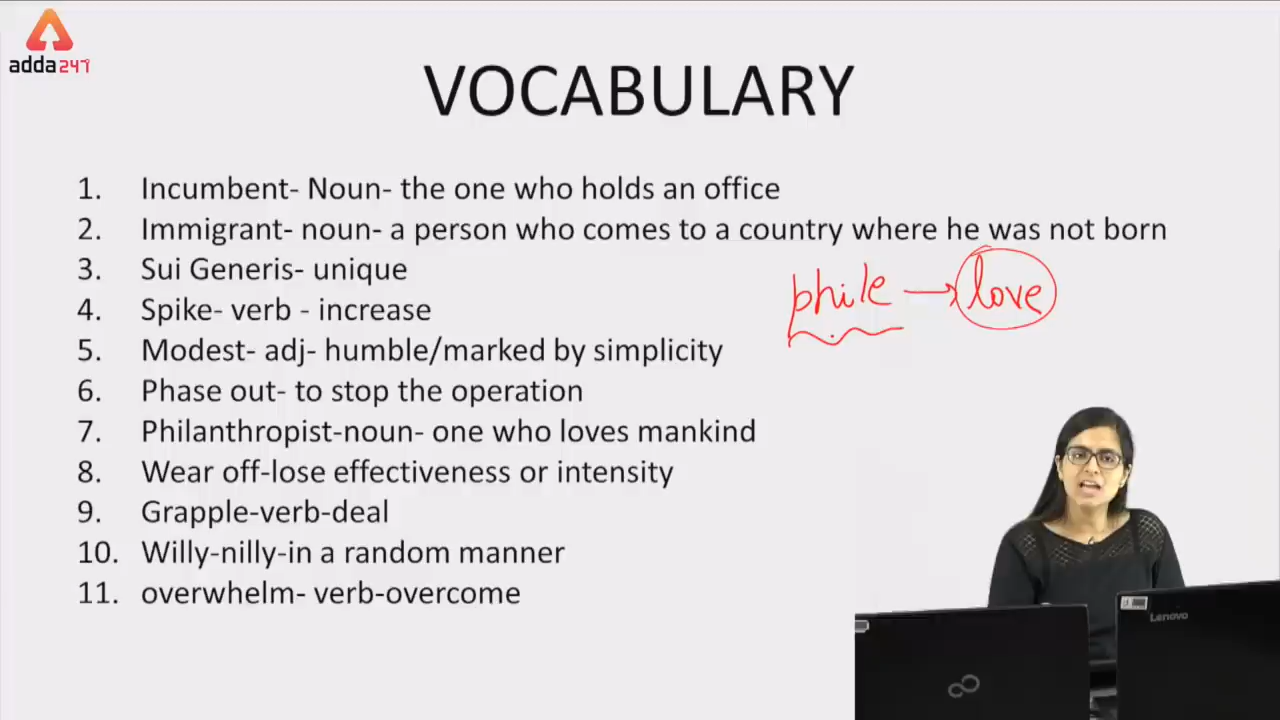 adda247
VOCABULARY
1. Incumbent- Noun- the one who holds an office
2. Immigrant- noun- a person who comes to a country where he was not born
3. Sui Generis- unique
phile → love
4. Spike- verb - increase
5. Modest- adj- humble/marked by simplicity
6. Phase out- to stop the operation
7. Philanthropist-noun- one who loves mankind
8. Wear off-lose effectiveness or intensity
9. Grapple-verb-deal
10. Willy-nilly-in a random manner
11. overwhelm- verb-overcome
Lenovo